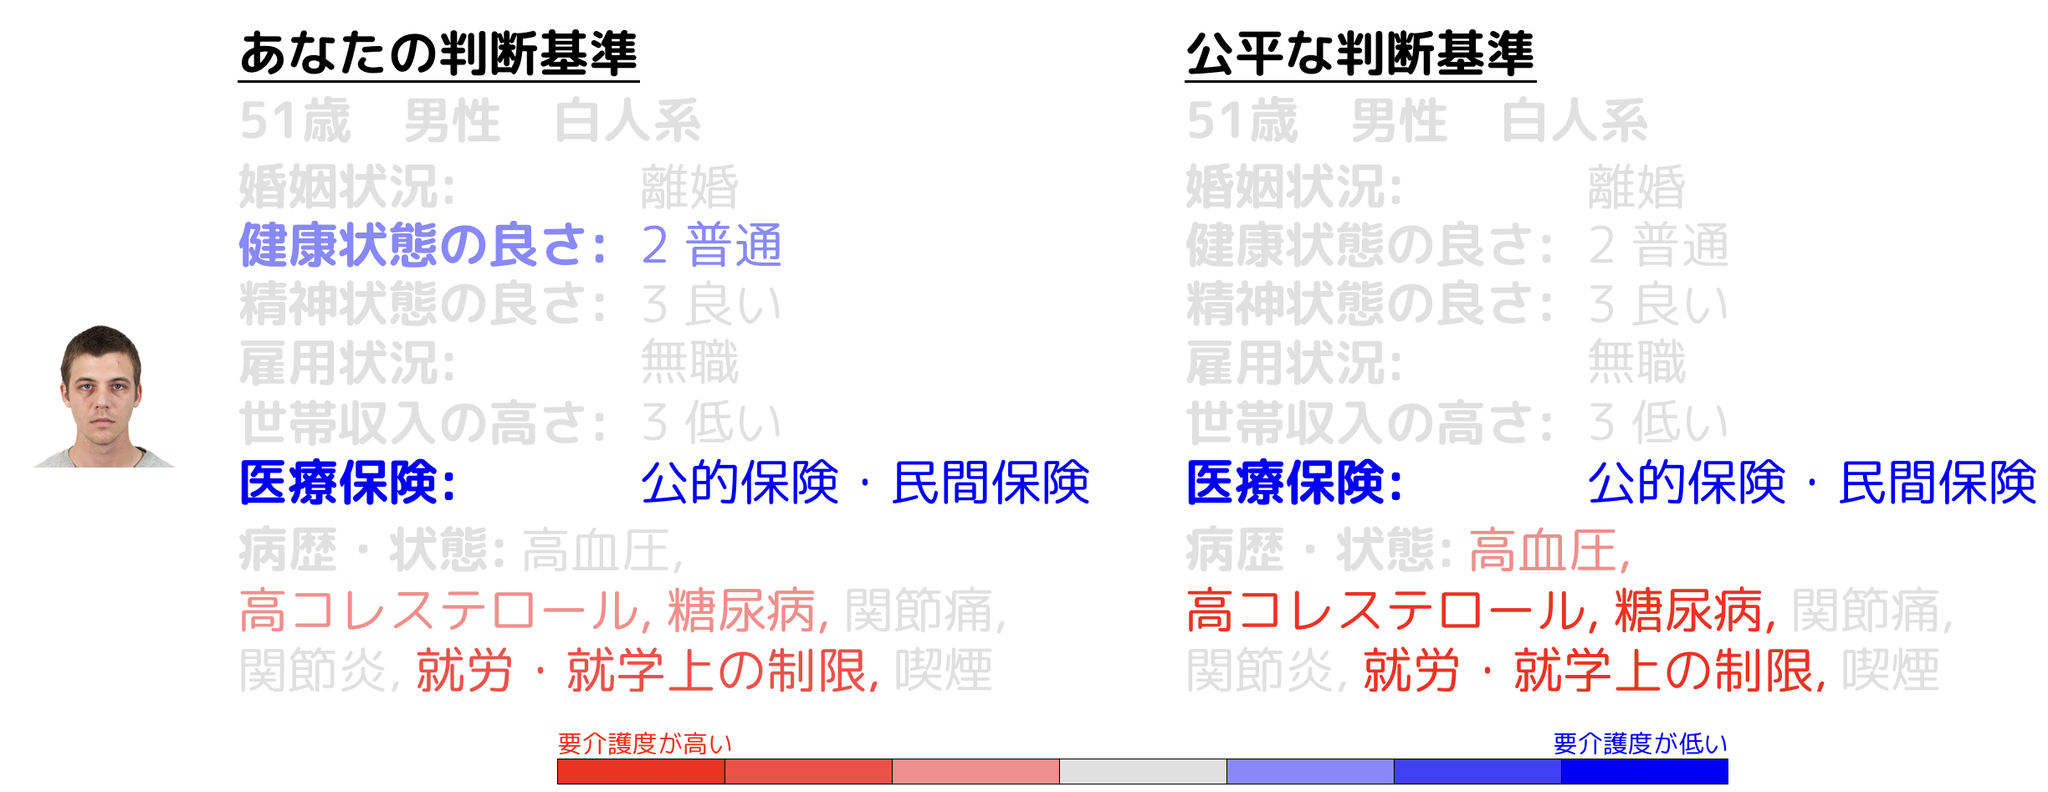 あなたの判断基準
51歳 男性 白人系
婚姻状況: 離婚
健康状態の良さ: 2 普通
精神状態の良さ: 3 良い
雇用状況: 無職
世帯収入の高さ: 3 低い
医療保険: 公的保険・民間保険
病歴・状態: 高血圧,
高コレステロール, 糖尿病, 関節痛,
関節炎, 就労・就学上の制限, 喫煙
公平な判断基準
51歳 男性 白人系
婚姻状況: 離婚
健康状態の良さ: 2 普通
精神状態の良さ: 3 良い
雇用状況: 無職
世帯収入の高さ: 3 低い
医療保険: 公的保険・民間保険
病歴・状態: 高血圧,
高コレステロール, 糖尿病, 関節痛,
関節炎, 就労・就学上の制限, 喫煙
要介護度が高い
要介護度が低い